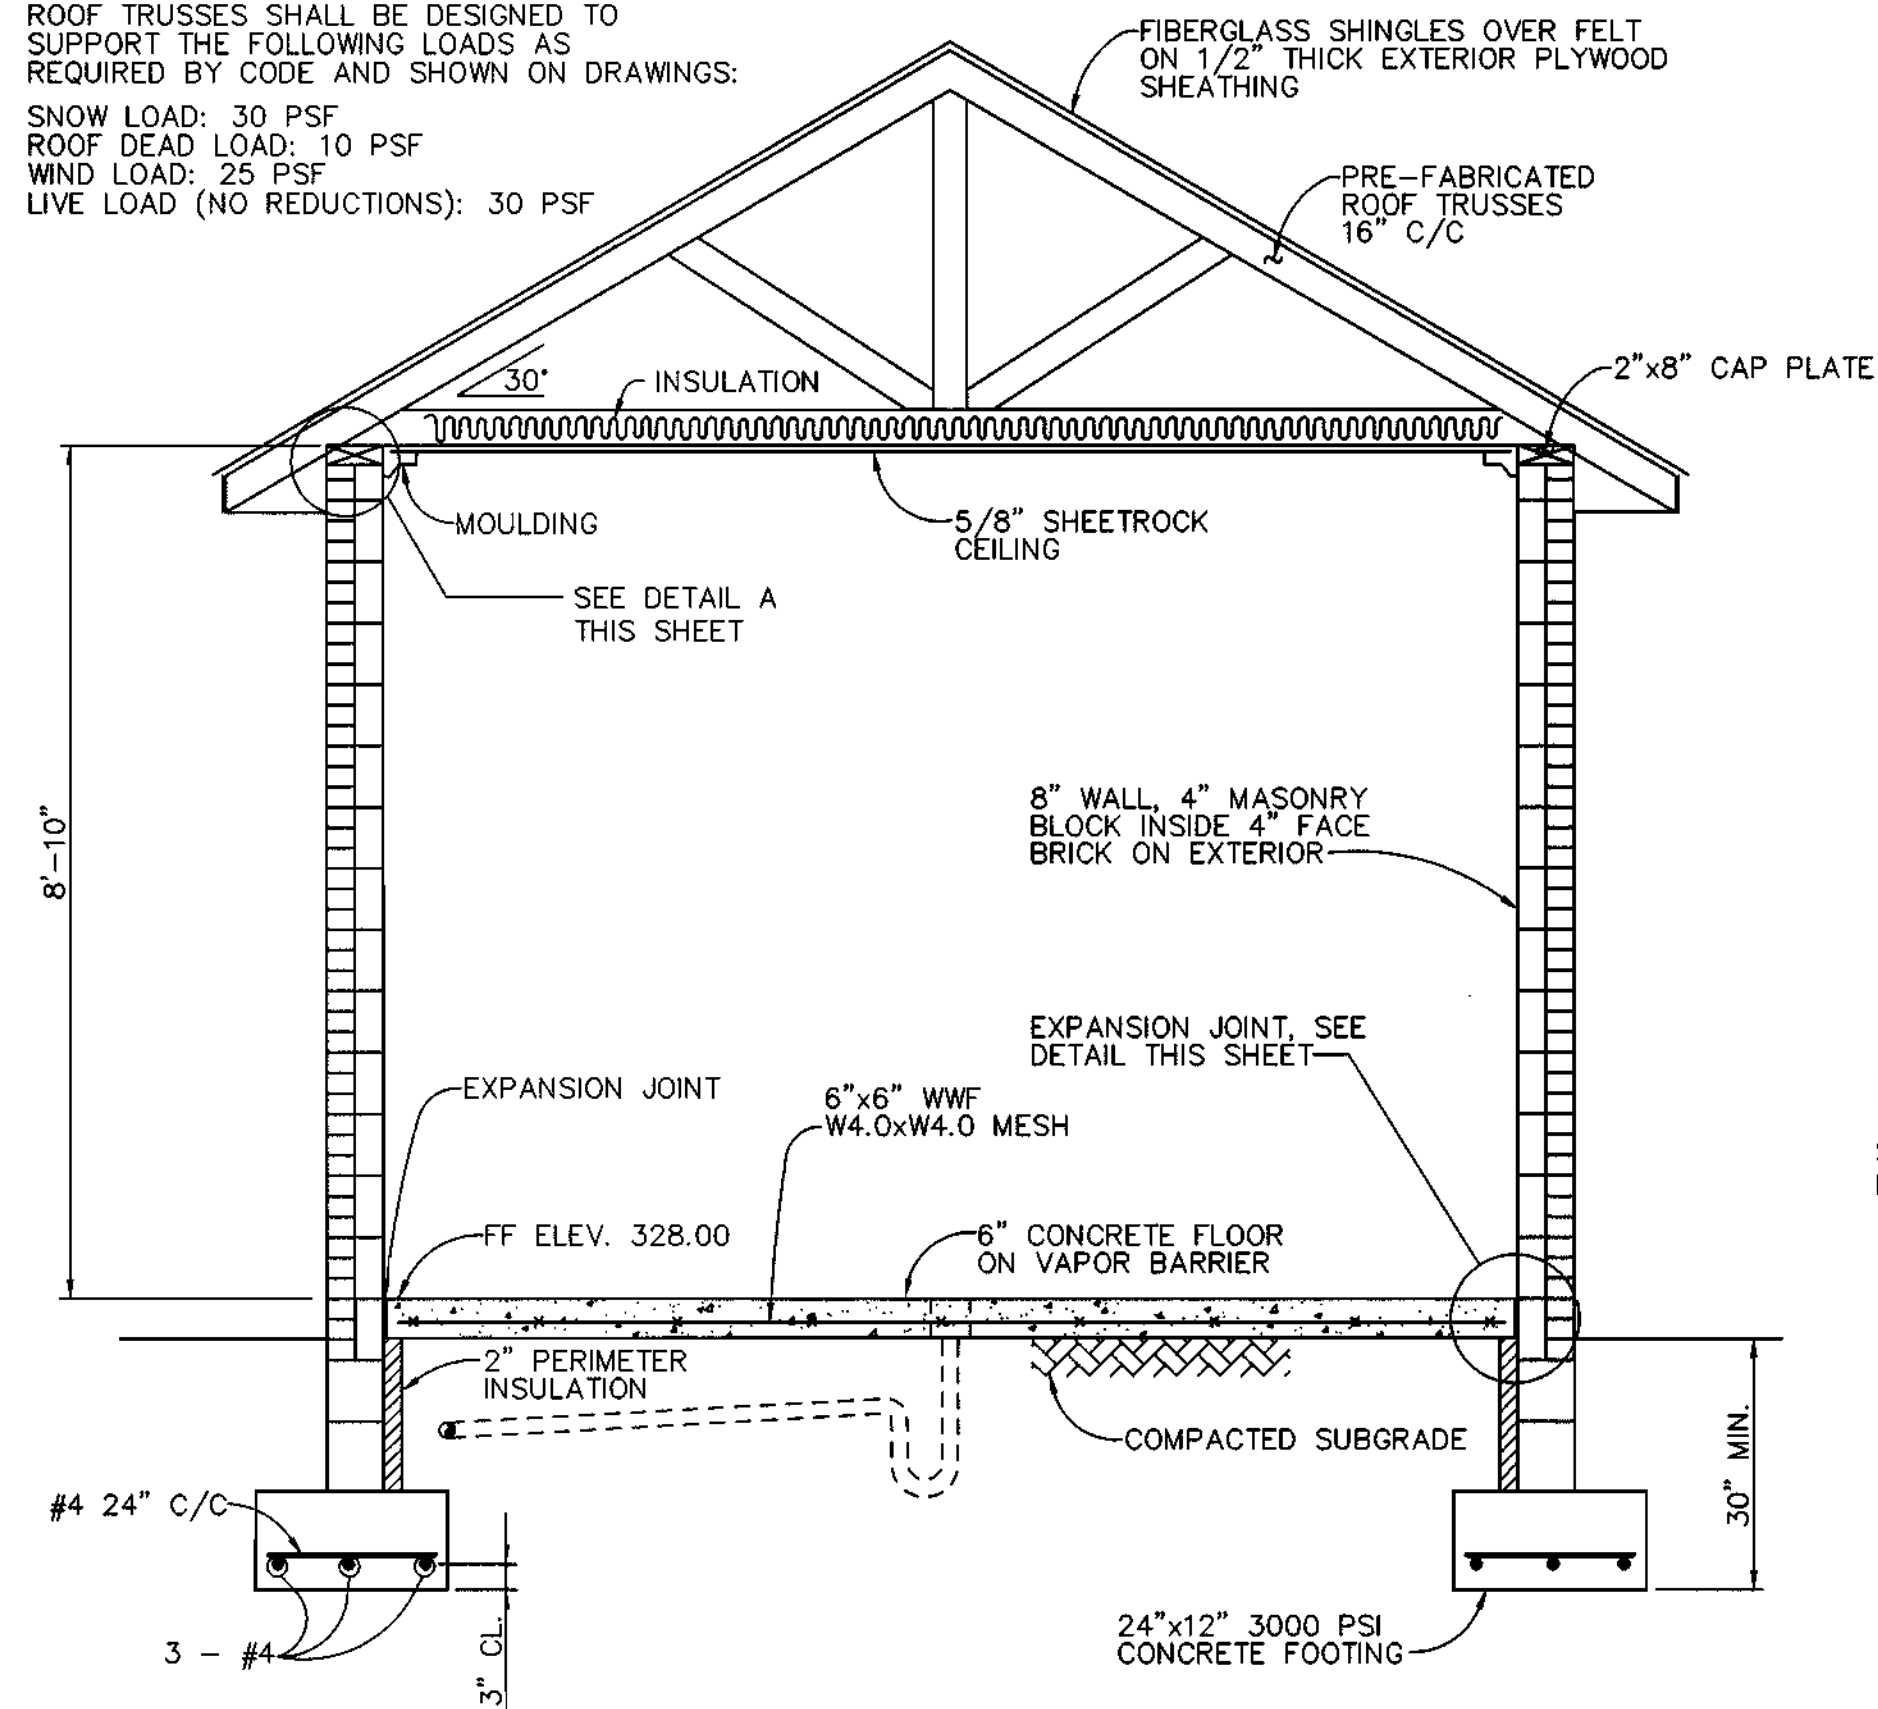 ROOF TRUSSES SHALL BE DESIGNED TO
SUPPORT THE FOLLOWING LOADS AS
REQUIRED BY CODE AND SHOWN ON DRAWINGS:
SNOW LOAD: 30 PSF
ROOF DEAD LOAD: 10 PSF
WIND LOAD: 25 PSF
LIVE LOAD (NO REDUCTIONS): 30 PSF
FIBERGLASS SHINGLES OVER FELT
ON 1/2" THICK EXTERIOR PLYWOOD
SHEATHING
PRE-FABRICATED
ROOF TRUSSES
16" C/C
2"x8" CAP PLATE
30°
INSULATION
MOULDING
5/8" SHEETROCK
CEILING
SEE DETAIL A
THIS SHEET
8'-10"
8" WALL, 4" MASONRY
BLOCK INSIDE 4" FACE
BRICK ON EXTERIOR
EXPANSION JOINT, SEE
DETAIL THIS SHEET
EXPANSION JOINT
6"x6" WWF
W4.0xW4.0 MESH
FF ELEV. 328.00
6" CONCRETE FLOOR
ON VAPOR BARRIER
2" PERIMETER
INSULATION
COMPACTED SUBGRADE
30" MIN.
#4 24" C/C
3 - #4
3" CL.
24"x12" 3000 PSI
CONCRETE FOOTING